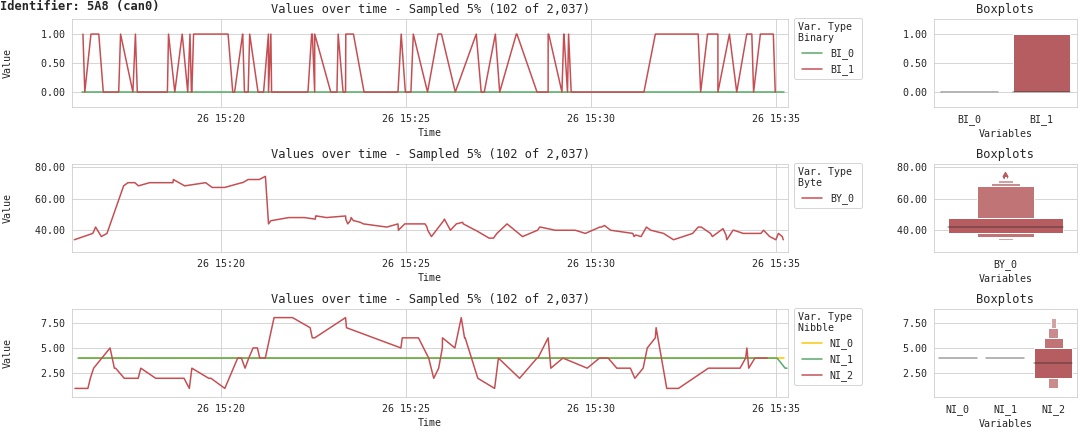 Identifier: 5A8 (can0)
Values over time - Sampled 5% (102 of 2,037)
Boxplots
Value
1.00
0.50
0.00
26 15:20
26 15:25
26 15:30
26 15:35
Time
Var. Type
Binary
BI_0
BI_1
1.00
0.50
0.00
BI_0
BI_1
Variables
Values over time - Sampled 5% (102 of 2,037)
Boxplots
Value
80.00
60.00
40.00
26 15:20
26 15:25
26 15:30
26 15:35
Time
Var. Type
Byte
BY_0
80.00
60.00
40.00
BY_0
Variables
Values over time - Sampled 5% (102 of 2,037)
Boxplots
Value
7.50
5.00
2.50
26 15:20
26 15:25
26 15:30
26 15:35
Time
Var. Type
Nibble
NI_0
NI_1
NI_2
7.50
5.00
2.50
NI_0
NI_1
NI_2
Variables